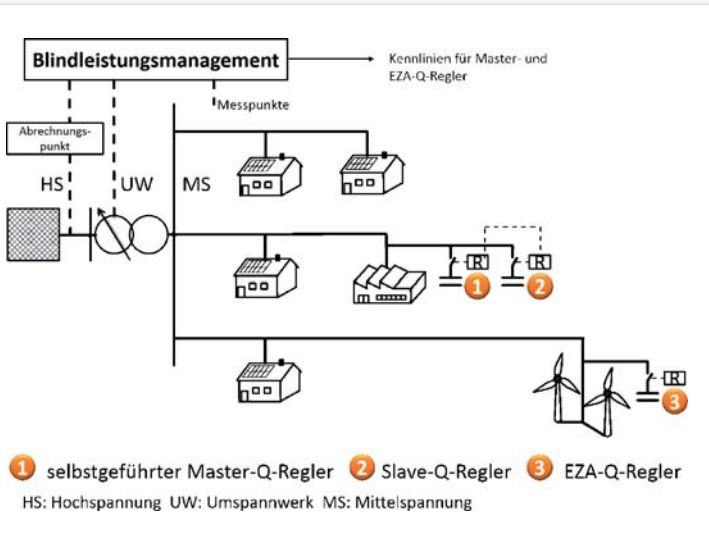 Blindleistungsmanagement
Kennlinien für Master- und
EZA-Q-Regler
Messpunkte
Abrechnungs-
punkt
HS
UW
MS
R
R
1
2
R
3
1 selbstgeführter Master-Q-Regler 2 Slave-Q-Regler 3 EZA-Q-Regler
HS: Hochspannung UW: Umspannwerk MS: Mittelspannung